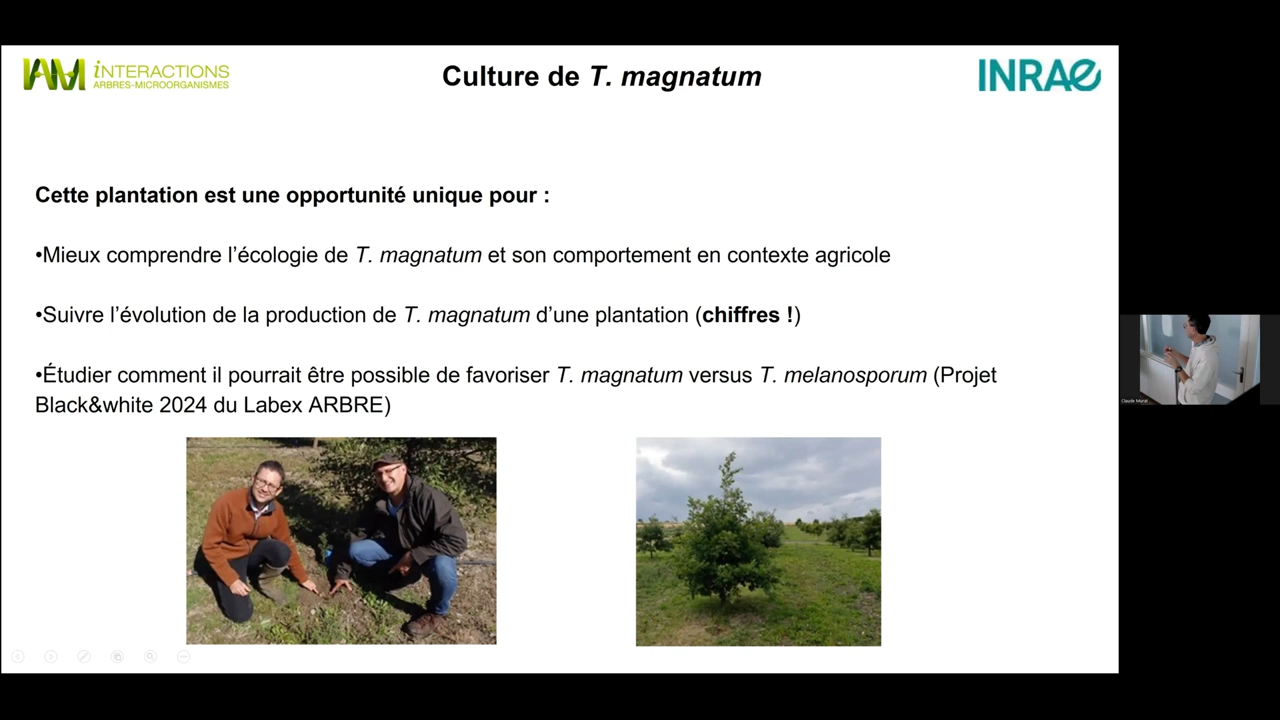 IAM INTERACTIONS
ARBRES-MICROORGANISMES
Culture de T. magnatum
INRAE
Cette plantation est une opportunité unique pour :
•Mieux comprendre l’écologie de T. magnatum et son comportement en contexte agricole
•Suivre l’évolution de la production de T. magnatum d’une plantation (chiffres !)
•Étudier comment il pourrait être possible de favoriser T. magnatum versus T. melanosporum (Projet
Black&white 2024 du Labex ARBRE)
Claude Murat